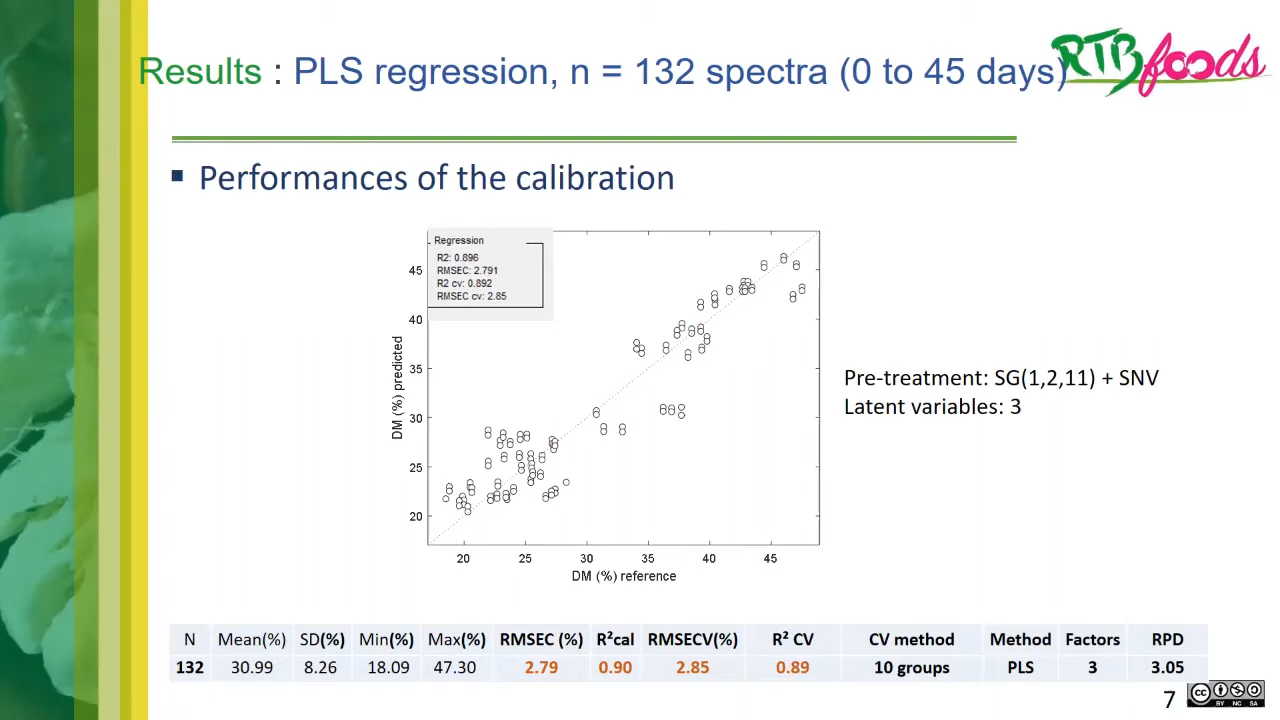 Results : PLS regression, n = 132 spectra (0 to 45 days)
RTBfoods
Performances of the calibration
Regression
R2: 0.896
RMSEC: 2.791
R2 cv: 0.892
RMSEC cv: 2.85
45
40
35
30
25
20
DM (%) predicted
20 25 30 35 40 45
DM (%) reference
Pre-treatment: SG(1,2,11) + SNV
Latent variables: 3
N Mean(%) SD(%) Min(%) Max(%) RMSEC (%) R²cal RMSECV(%) R² CV CV method Method Factors RPD
132 30.99 8.26 18.09 47.30 2.79 0.90 2.85 0.89 10 groups PLS 3 3.05
7
cc
BY NC SA